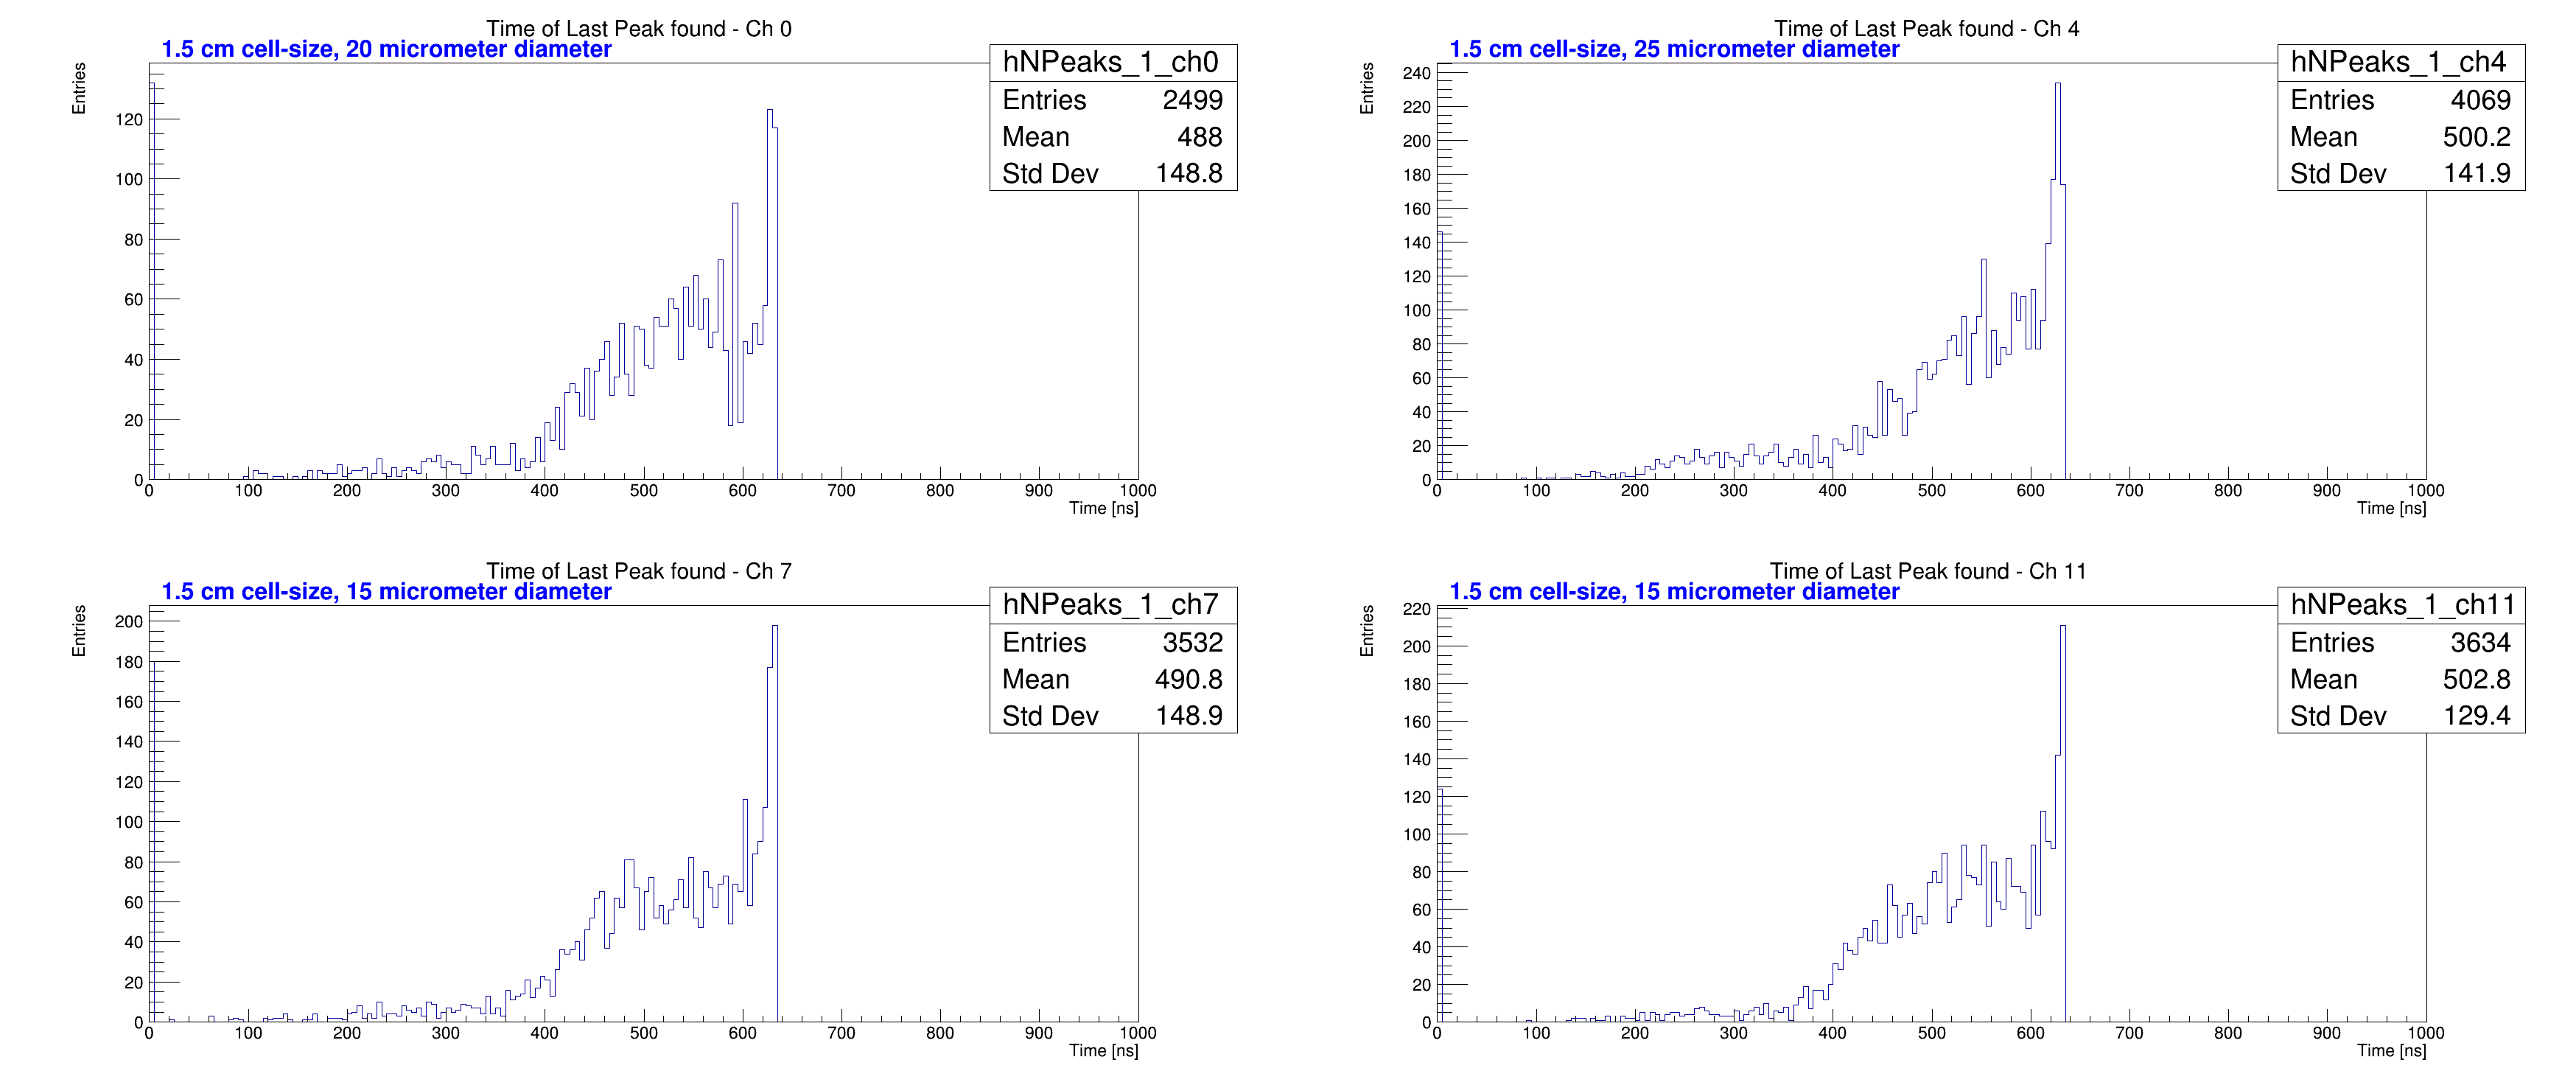 Time of Last Peak found - Ch 0
1.5 cm cell-size, 20 micrometer diameter
Entries
hNPeaks_1_ch0
Entries 2499
Mean 488
Std Dev 148.8
120
100
80
60
40
20
0
0 100 200 300 400 500 600 700 800 900 1000
Time [ns]
Time of Last Peak found - Ch 4
1.5 cm cell-size, 25 micrometer diameter
Entries
hNPeaks_1_ch4
Entries 4069
Mean 500.2
Std Dev 141.9
240
220
200
180
160
140
120
100
80
60
40
20
0
0 100 200 300 400 500 600 700 800 900 1000
Time [ns]
Time of Last Peak found - Ch 7
1.5 cm cell-size, 15 micrometer diameter
Entries
hNPeaks_1_ch7
Entries 3532
Mean 490.8
Std Dev 148.9
200
180
160
140
120
100
80
60
40
20
0
0 100 200 300 400 500 600 700 800 900 1000
Time [ns]
Time of Last Peak found - Ch 11
1.5 cm cell-size, 15 micrometer diameter
Entries
hNPeaks_1_ch11
Entries 3634
Mean 502.8
Std Dev 129.4
220
200
180
160
140
120
100
80
60
40
20
0
0 100 200 300 400 500 600 700 800 900 1000
Time [ns]